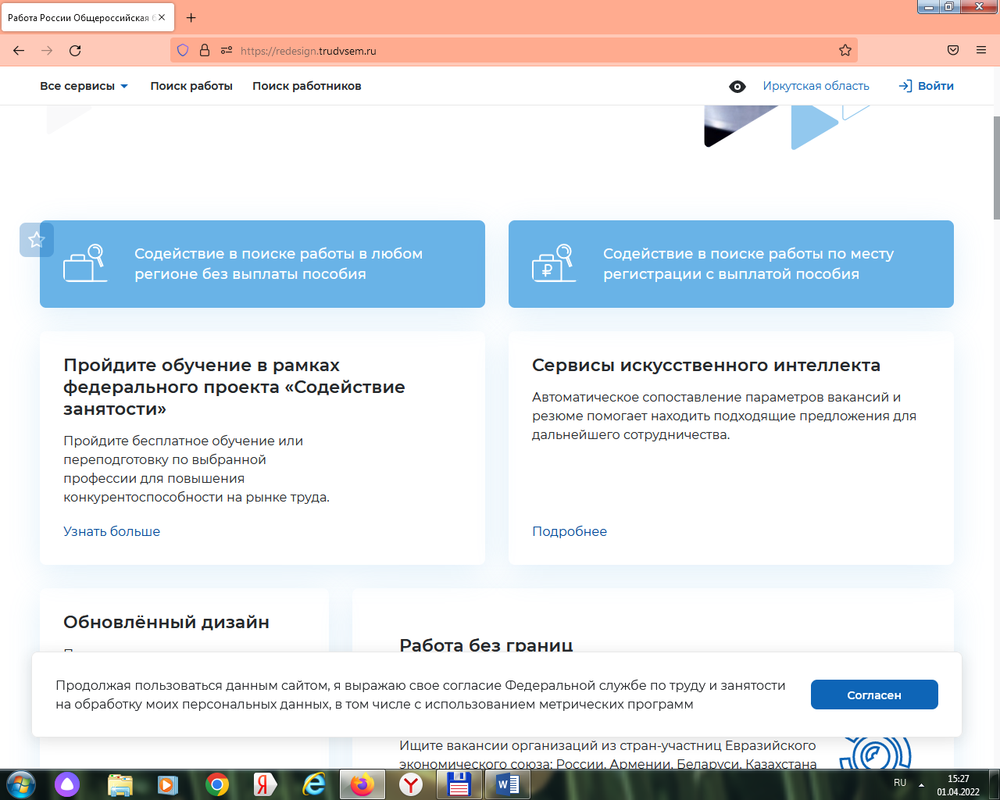 Работа России Общероссийская б
https://redesign.trudvsem.ru
Все сервисы
Поиск работы
Поиск работников
Иркутская область
Войти
Содействие в поиске работы в любом
регионе без выплаты пособия
Содействие в поиске работы по месту
регистрации с выплатой пособия
Пройдите обучение в рамках
федерального проекта «Содействие
занятости»
Пройдите бесплатное обучение или
переподготовку по выбранной
профессии для повышения
конкурентоспособности на рынке труда.
Узнать больше
Сервисы искусственного интеллекта
Автоматическое сопоставление параметров вакансий и
резюме помогает находить подходящие предложения для
дальнейшего сотрудничества.
Подробнее
Обновлённый дизайн
Работа без границ
Продолжая пользоваться данным сайтом, я выражаю свое согласие Федеральной службе по труду и занятости
на обработку моих персональных данных, в том числе с использованием метрических программ
Согласен
Ищите вакансии организаций из стран-участниц Евразийского
экономического союза: России, Армении, Беларуси, Казахстана
RU
15:27
01.04.2022